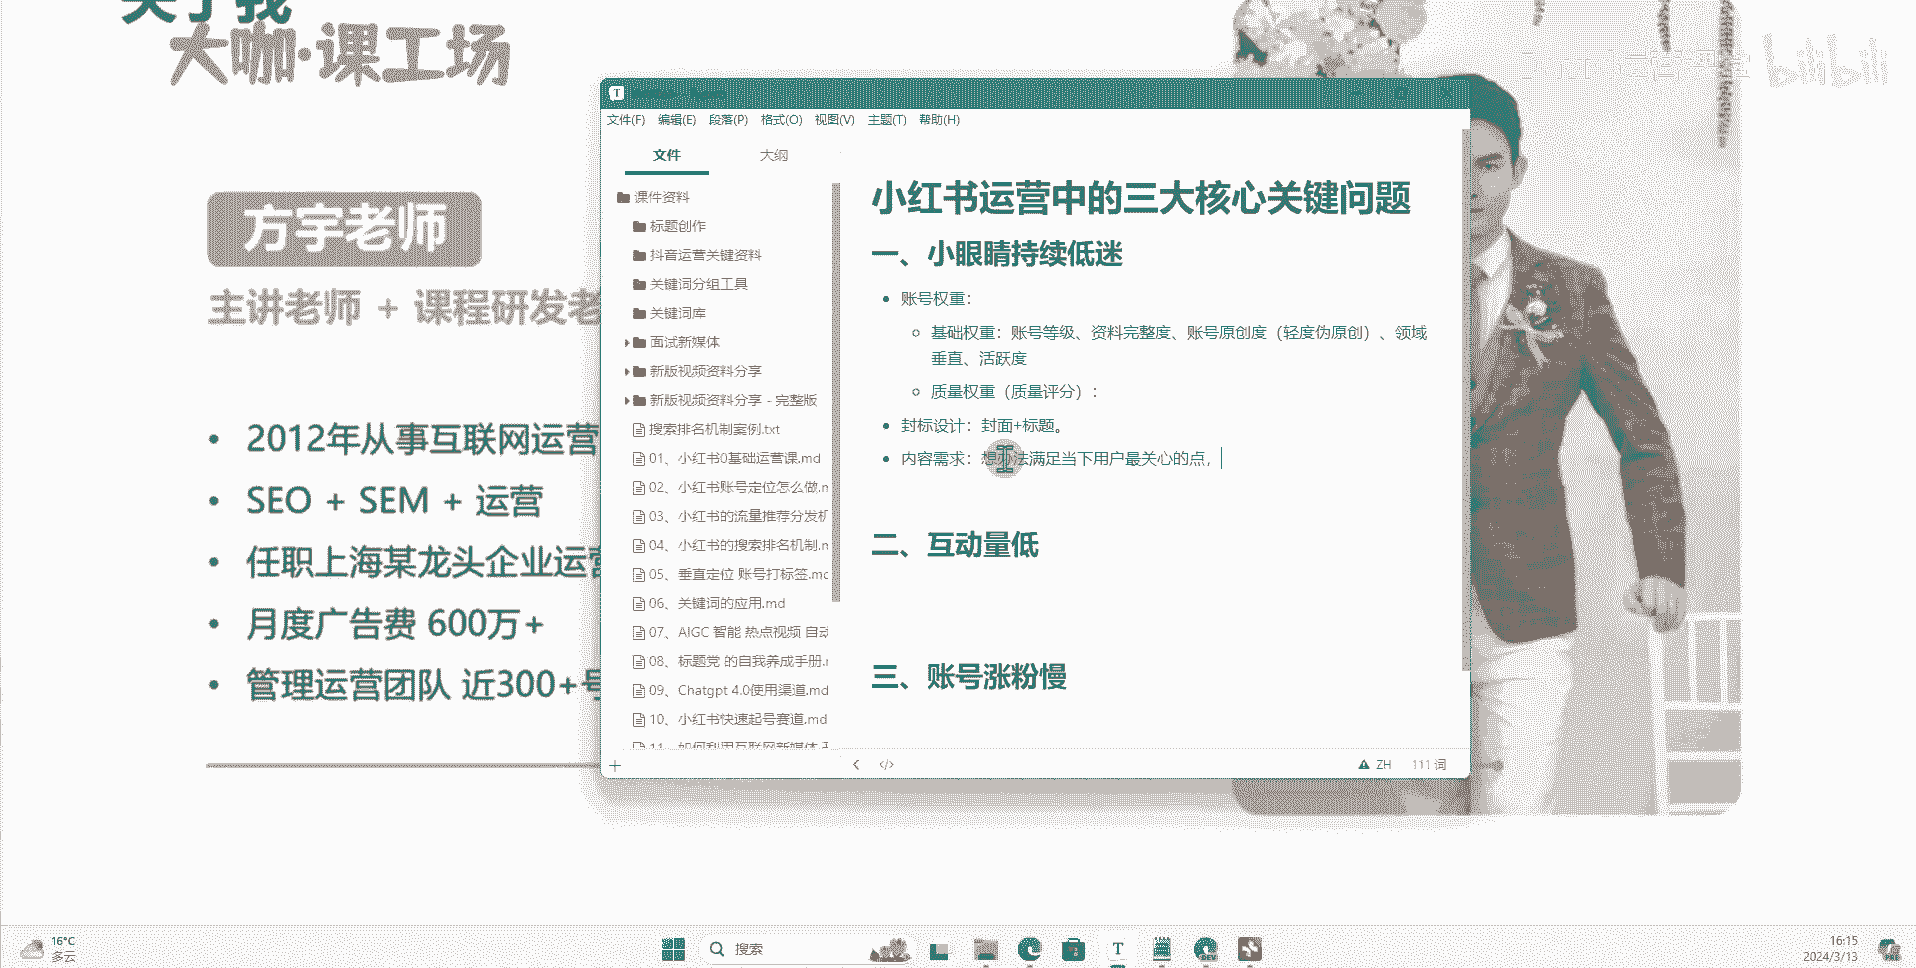 关于我
大咖·课工场
bilibili
方宇老师
主讲老师 + 课程研发老
• 2012年从事互联网运营
• SEO + SEM + 运营
• 任职上海某龙头企业运营
• 月度广告费 600万+
• 管理运营团队 近300+号
文件(F) 编辑(E) 段落(P) 格式(O) 视图(V) 主题(T) 帮助(H)
文件 大纲
课件资料
标题创作
抖音运营关键资料
关键词分组工具
关键词库
面试新媒体
新版视频资料分享
新版视频资料分享 - 完整版
搜索排名机制案例.txt
01、小红书0基础运营课.md
02、小红书账号定位怎么做.m
03、小红书的流量推荐分发机
04、小红书的搜索排名机制.m
05、垂直定位 账号打标签.md
06、关键词的应用.md
07、AIGC 智能 热点视频 自动
08、标题党 的自我养成手册.r
09、Chatgpt 4.0使用渠道.md
10、小红书快速起号赛道.md
11、如何利用互联网新媒体
小红书运营中的三大核心关键问题
一、小眼睛持续低迷
• 账号权重：
◦ 基础权重：账号等级、资料完整度、账号原创度（轻度伪原创）、领域
垂直、活跃度
◦ 质量权重（质量评分）：
• 封标设计：封面+标题。
• 内容需求：想办法满足当下用户最关心的点，
二、互动量低
三、账号涨粉慢
ZH 111 词
16°C
多云
搜索
16:15
2024/3/13